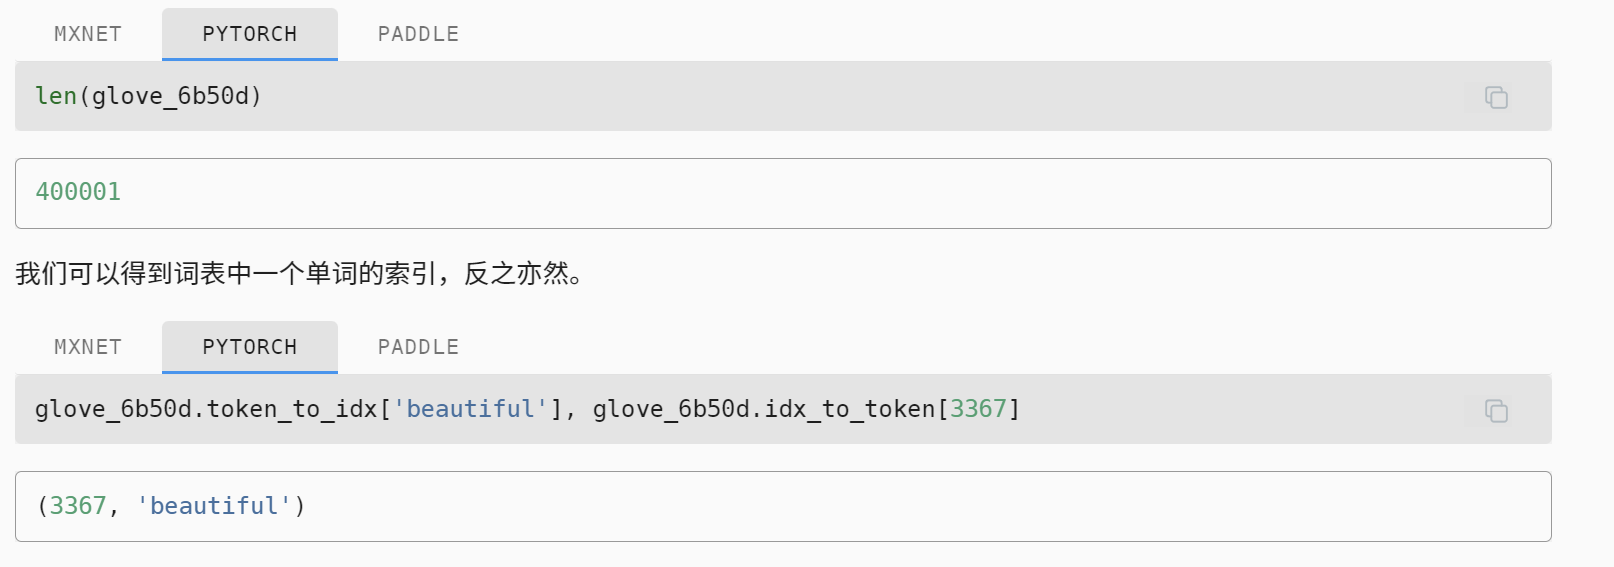 MXNET PYTORCH PADDLE
len(glove_6b50d)
400001
我们可以得到词表中一个单词的索引，反之亦然。
MXNET PYTORCH PADDLE
glove_6b50d.token_to_idx['beautiful'], glove_6b50d.idx_to_token[3367]
(3367, 'beautiful')